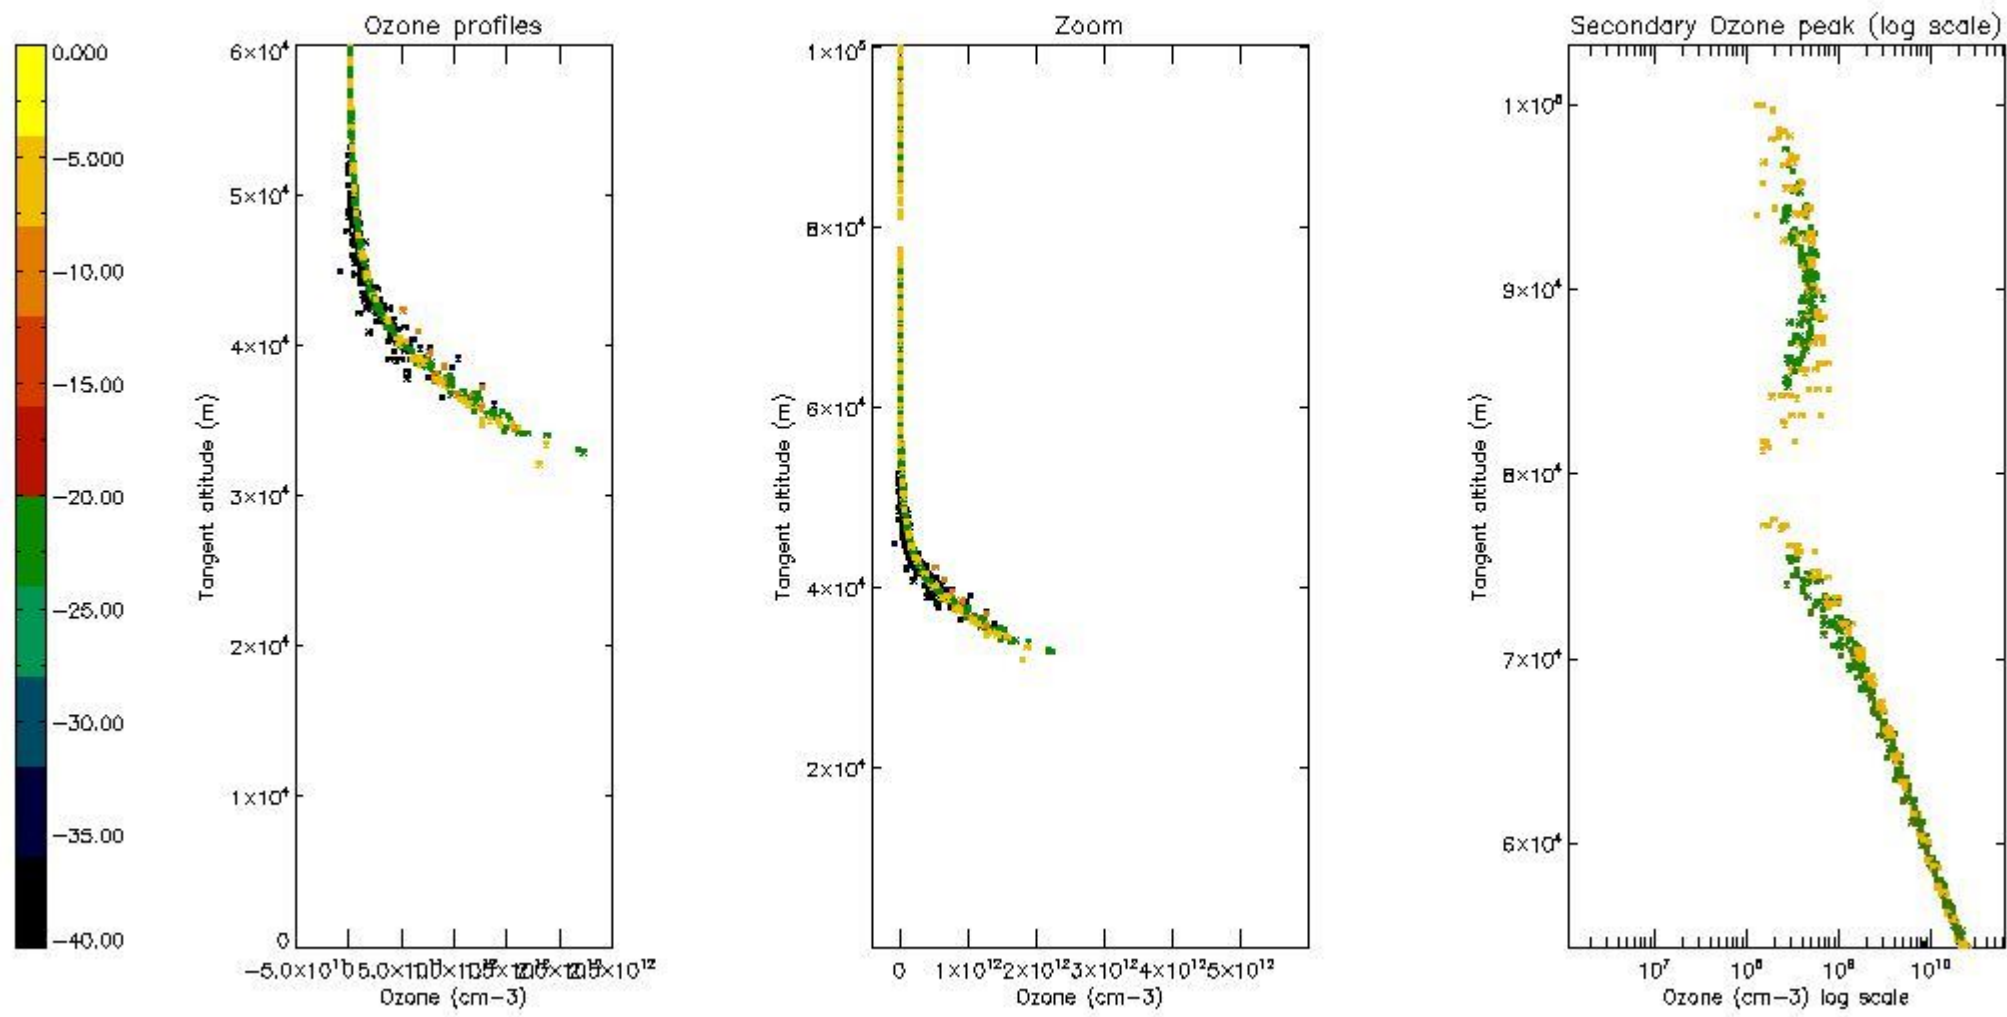 Ozone profiles
Zoom
Secondary Ozone peak (log scale)
0.000
−5.000
−10.00
−15.00
−20.00
−25.00
−30.00
−35.00
−40.00
6×10⁴
5×10⁴
4×10⁴
3×10⁴
2×10⁴
1×10⁴
0
Tangent altitude (m)
Ozone (cm−3)
1×10⁵
8×10⁴
6×10⁴
4×10⁴
2×10⁴
Tangent altitude (m)
0 1×10¹² 2×10¹² 3×10¹² 4×10¹² 5×10¹²
Ozone (cm−3)
9×10⁴
8×10⁴
7×10⁴
6×10⁴
Tangent altitude (m)
10⁷ 10⁸ 10⁹ 10¹⁰
Ozone (cm−3) log scale